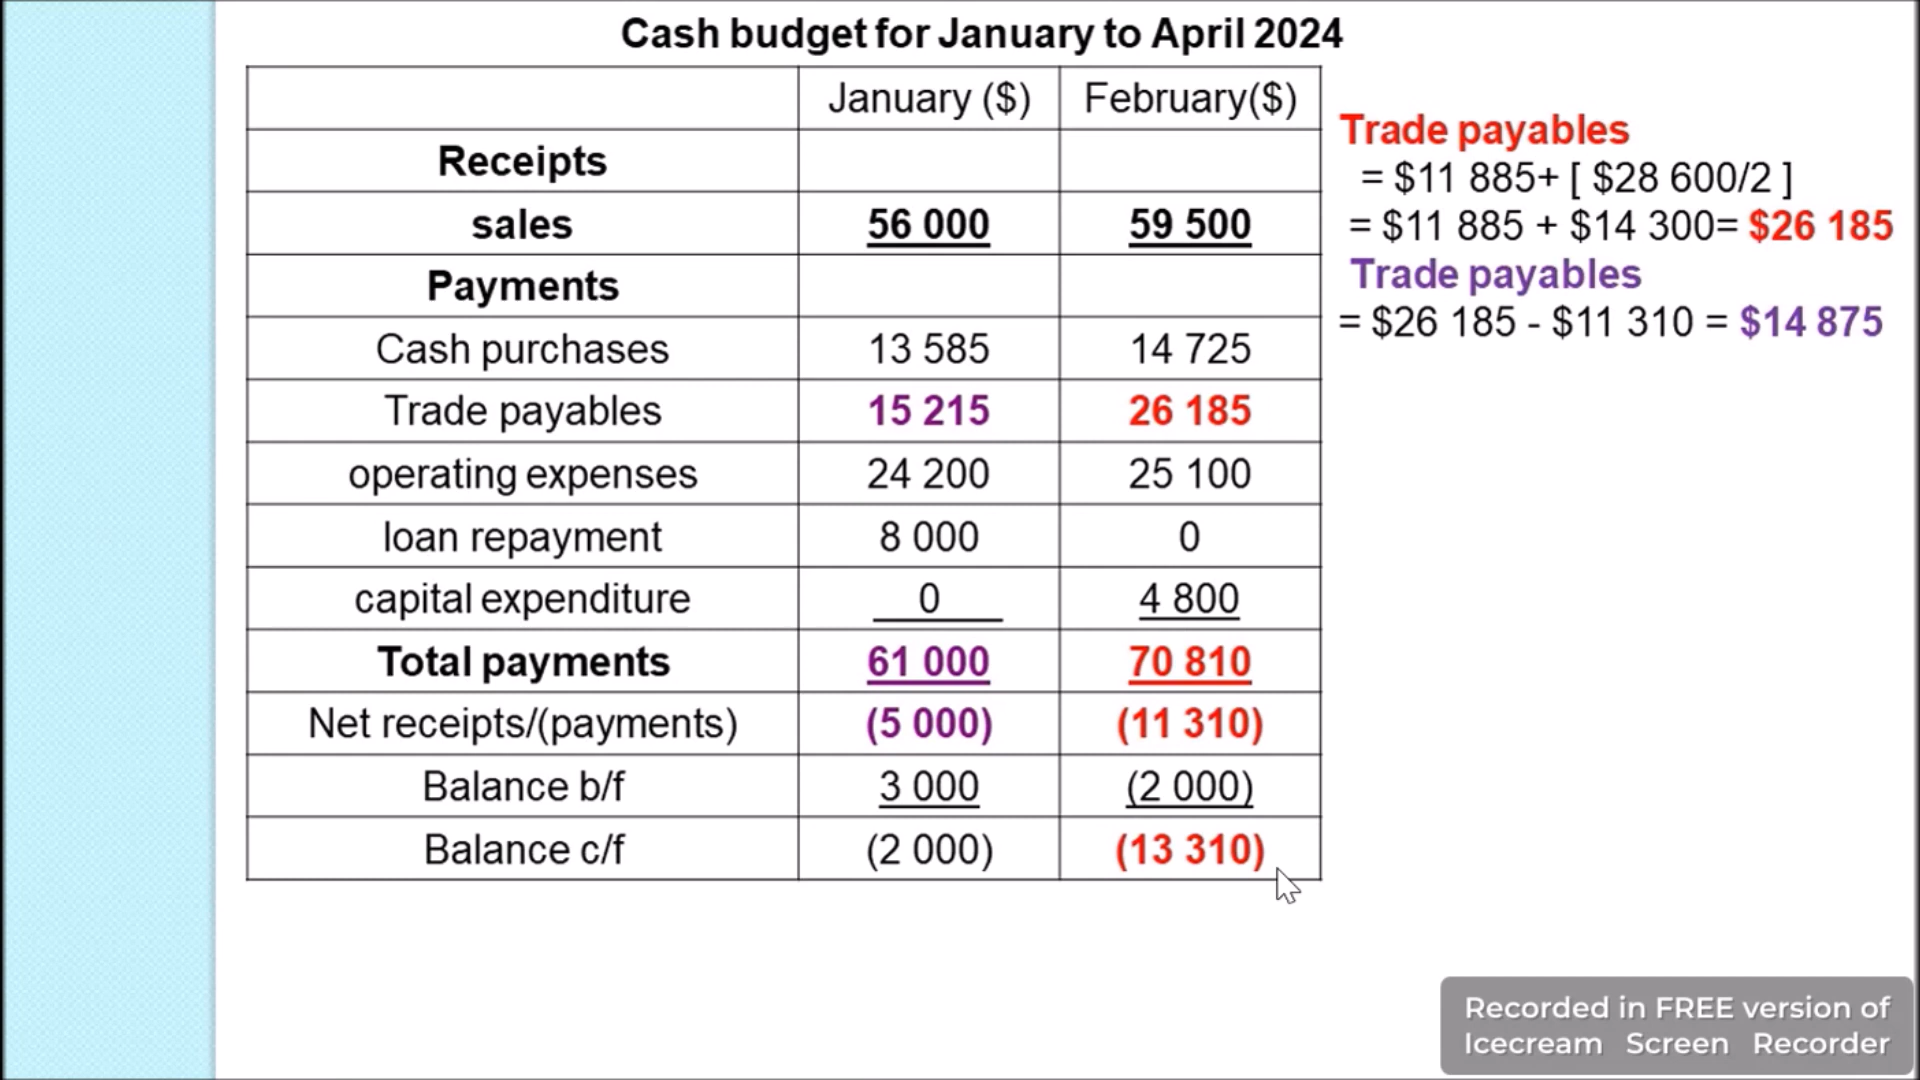 Cash budget for January to April 2024
January ($) February($)
Receipts
sales 56 000 59 500
Payments
Cash purchases 13 585 14 725
Trade payables 15 215 26 185
operating expenses 24 200 25 100
loan repayment 8 000 0
capital expenditure 0 4 800
Total payments 61 000 70 810
Net receipts/(payments) (5 000) (11 310)
Balance b/f 3 000 (2 000)
Balance c/f (2 000) (13 310)
Trade payables
= $11 885+ [ $28 600/2 ]
= $11 885 + $14 300= $26 185
Trade payables
= $26 185 - $11 310 = $14 875
Recorded in FREE version of
Icecream Screen Recorder